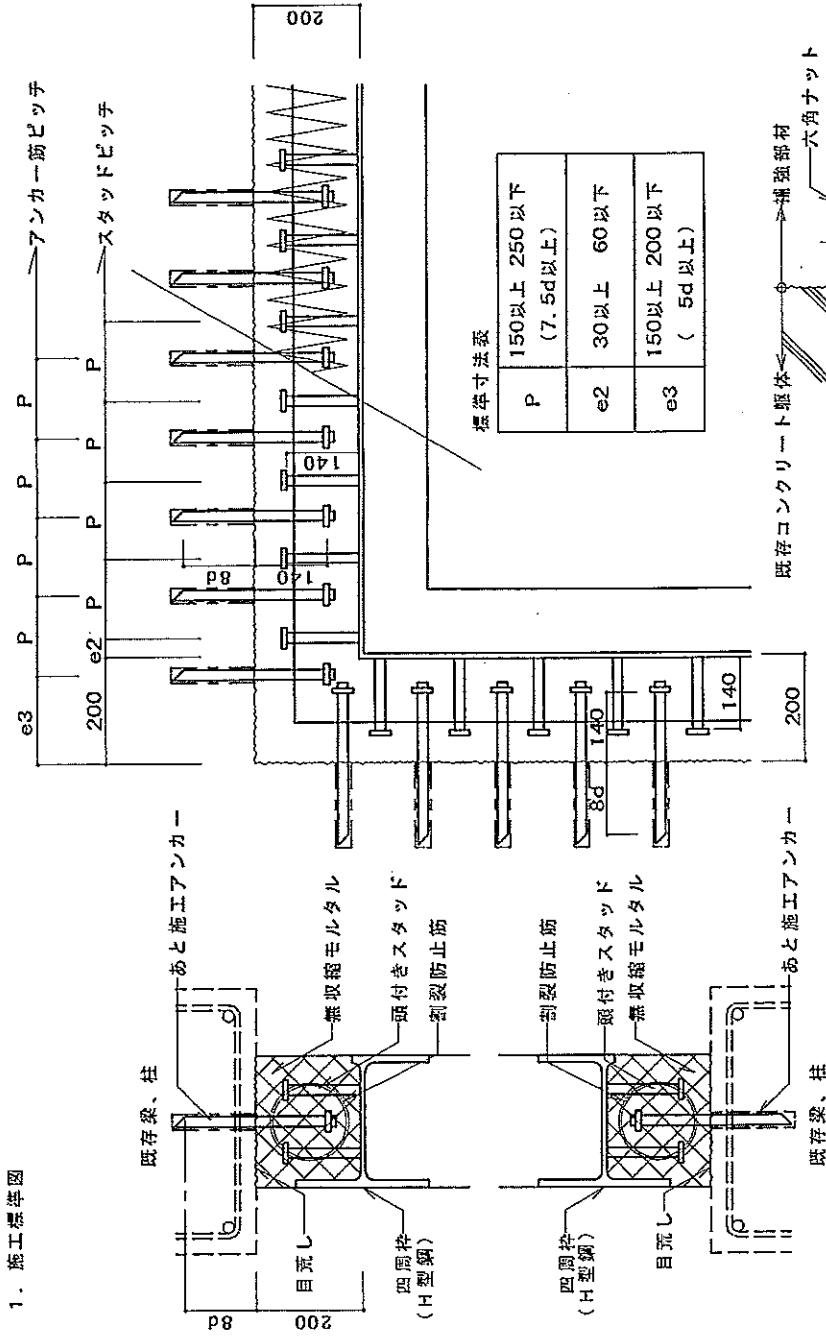 1. 施工標準図
既存梁、柱
あと施工アンカー
8d
200
目荒し
無収縮モルタル
頭付きスタッド
割裂防止筋
四周枠
(H型鋼)
割裂防止筋
頭付きスタッド
無収縮モルタル
四周枠
(H型鋼)
目荒し
あと施工アンカー
既存梁、柱
e3 P P P P アンカー筋ピッチ
200 e2 P P P P スタッドピッチ
8d
140
140
200
8d
140
140
200
標準寸法表
P 150以上 250以下
(7.5d以上)
e2 30以上 60以下
e3 150以上 200以下
( 5d以上)
既存コンクリート躯体
補強部材
六角ナット